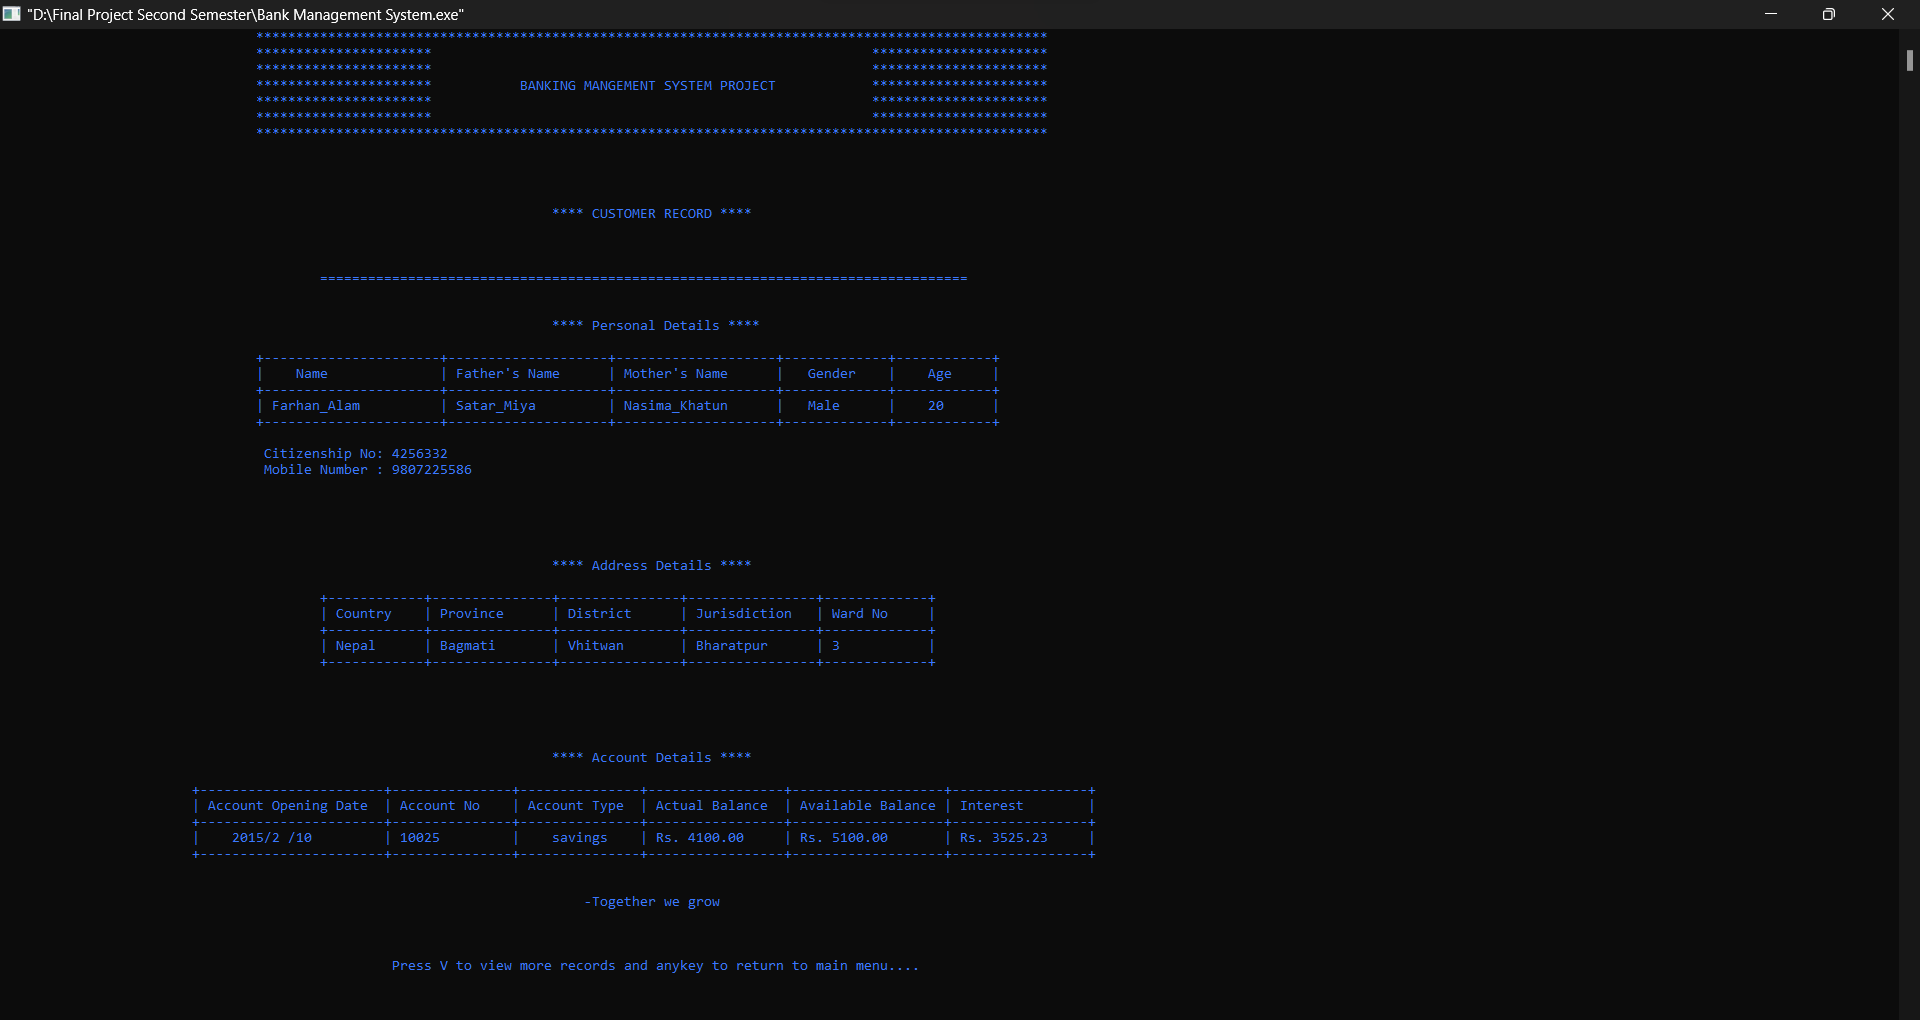 "D:\Final Project Second Semester\Bank Management System.exe"
***************************************************************************************************
********************** **********************
********************** **********************
********************** BANKING MANGEMENT SYSTEM PROJECT **********************
********************** **********************
********************** **********************
***************************************************************************************************
**** CUSTOMER RECORD ****
=================================================================================
**** Personal Details ****
+----------------------+--------------------+--------------------+-------------+------------+
| Name | Father's Name | Mother's Name | Gender | Age |
+----------------------+--------------------+--------------------+-------------+------------+
| Farhan_Alam | Satar_Miya | Nasima_Khatun | Male | 20 |
+----------------------+--------------------+--------------------+-------------+------------+
Citizenship No: 4256332
Mobile Number : 9807225586
**** Address Details ****
+------------+---------------+---------------+----------------+-------------+
| Country | Province | District | Jurisdiction | Ward No |
+------------+---------------+---------------+----------------+-------------+
| Nepal | Bagmati | Vhitwan | Bharatpur | 3 |
+------------+---------------+---------------+----------------+-------------+
**** Account Details ****
+-----------------------+---------------+---------------+-----------------+-------------------+-----------------+
| Account Opening Date | Account No | Account Type | Actual Balance | Available Balance | Interest |
+-----------------------+---------------+---------------+-----------------+-------------------+-----------------+
| 2015/2 /10 | 10025 | savings | Rs. 4100.00 | Rs. 5100.00 | Rs. 3525.23 |
+-----------------------+---------------+---------------+-----------------+-------------------+-----------------+
-Together we grow
Press V to view more records and anykey to return to main menu....